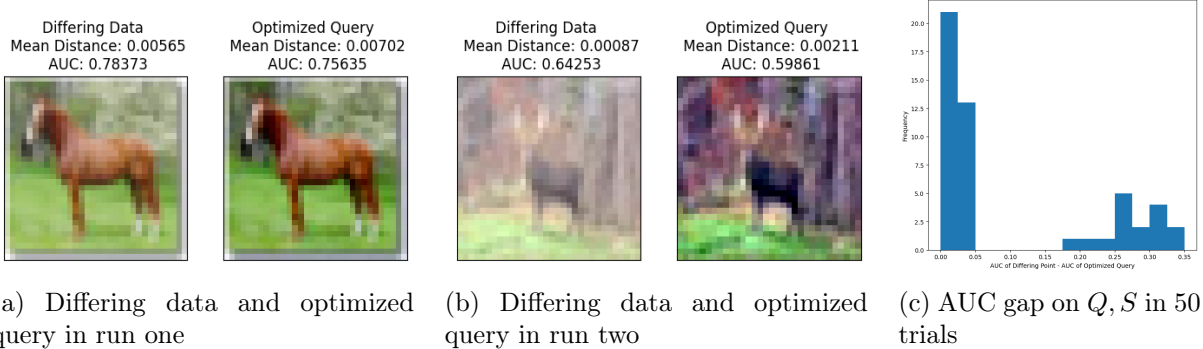 Differing Data
Mean Distance: 0.00565
AUC: 0.78373
Optimized Query
Mean Distance: 0.00702
AUC: 0.75635
Differing Data
Mean Distance: 0.00087
AUC: 0.64253
Optimized Query
Mean Distance: 0.00211
AUC: 0.59861
20.0
17.5
15.0
12.5
10.0
7.5
5.0
2.5
0.0
Frequency
0.00 0.05 0.10 0.15 0.20 0.25 0.30 0.35
AUC of Differing Point - AUC of Optimized Query
a) Differing data and optimized
query in run one
(b) Differing data and optimized
query in run two
(c) AUC gap on Q, S in 50
trials